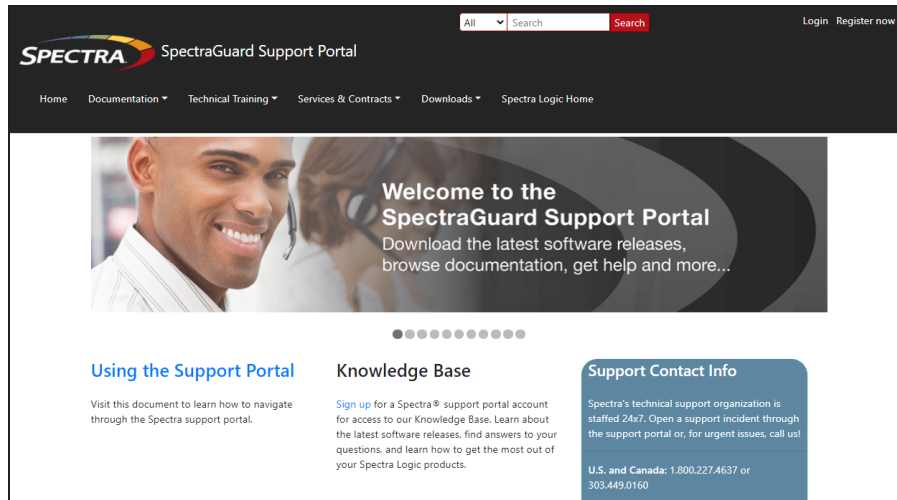 All
Search
Search
Login Register now
SPECTRA
SpectraGuard Support Portal
Home Documentation Technical Training Services & Contracts Downloads Spectra Logic Home
Welcome to the
SpectraGuard Support Portal
Download the latest software releases,
browse documentation, get help and more...
Using the Support Portal
Visit this document to learn how to navigate
through the Spectra support portal.
Knowledge Base
Sign up for a Spectra® support portal account
for access to our Knowledge Base. Learn about
the latest software releases, find answers to your
questions, and learn how to get the most out of
your Spectra Logic products.
Support Contact Info
Spectra's technical support organization is
staffed 24x7. Open a support incident through
the support portal or, for urgent issues, call us!
U.S. and Canada: 1.800.227.4637 or
303.449.0160